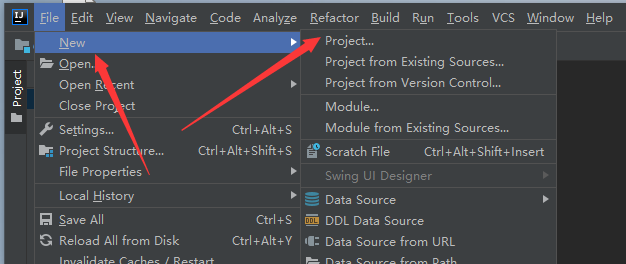 IJ File Edit View Navigate Code Analyze Refactor Build Run Tools VCS Window Help
Project
New
Open...
Open Recent
Close Project
Settings... Ctrl+Alt+S
Project Structure... Ctrl+Alt+Shift+S
File Properties
Local History
Save All Ctrl+S
Reload All from Disk Ctrl+Alt+Y
Invalidate Caches / Restart
Project...
Project from Existing Sources...
Project from Version Control...
Module...
Module from Existing Sources...
Scratch File Ctrl+Alt+Shift+Insert
Swing UI Designer
Data Source
DDL Data Source
DDL
Data Source from URL
Data Source from Path